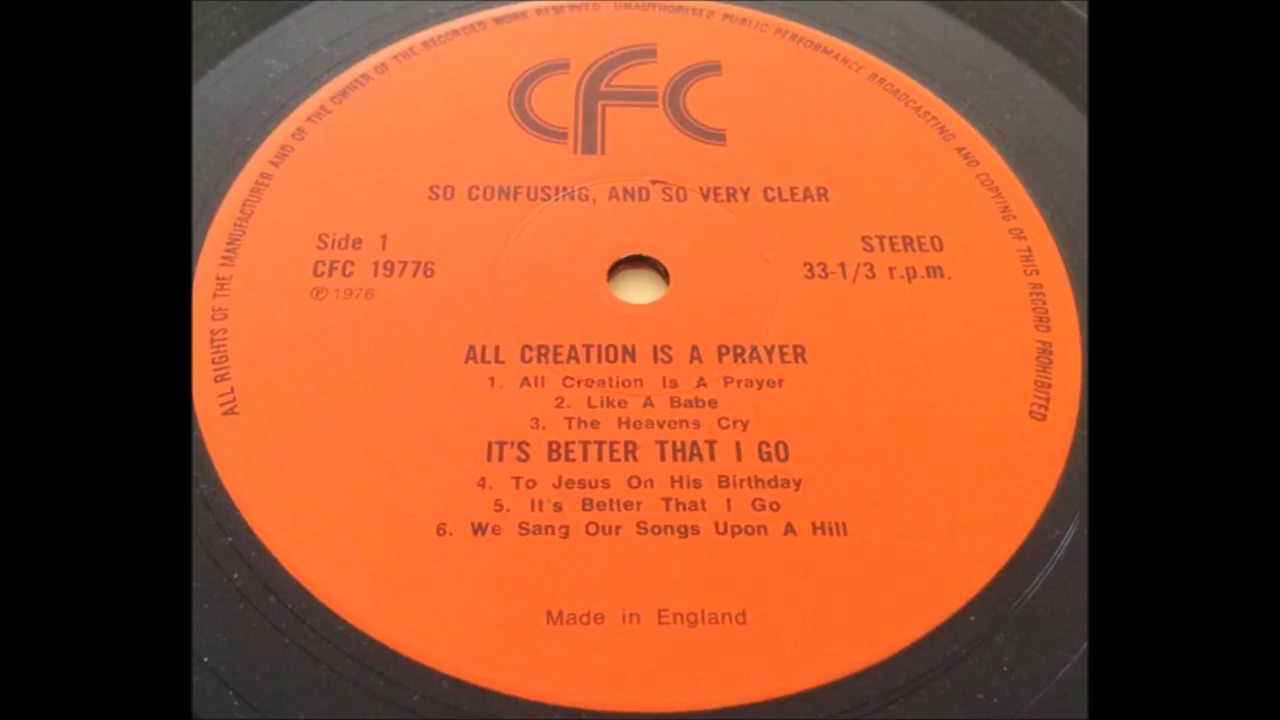 ALL RIGHTS OF THE MANUFACTURER AND OF THE OWNER OF THE RECORDED WORK RESERVED. UNAUTHORISED PUBLIC PERFORMANCE BROADCASTING AND COPYING OF THIS RECORD PROHIBITED
CFC
SO CONFUSING, AND SO VERY CLEAR
Side 1
STEREO
CFC 19776
33-1/3 r.p.m.
℗ 1976
ALL CREATION IS A PRAYER
1. All Creation Is A Prayer
2. Like A Babe
3. The Heavens Cry
IT'S BETTER THAT I GO
4. To Jesus On His Birthday
5. It's Better That I Go
6. We Sang Our Songs Upon A Hill
Made in England